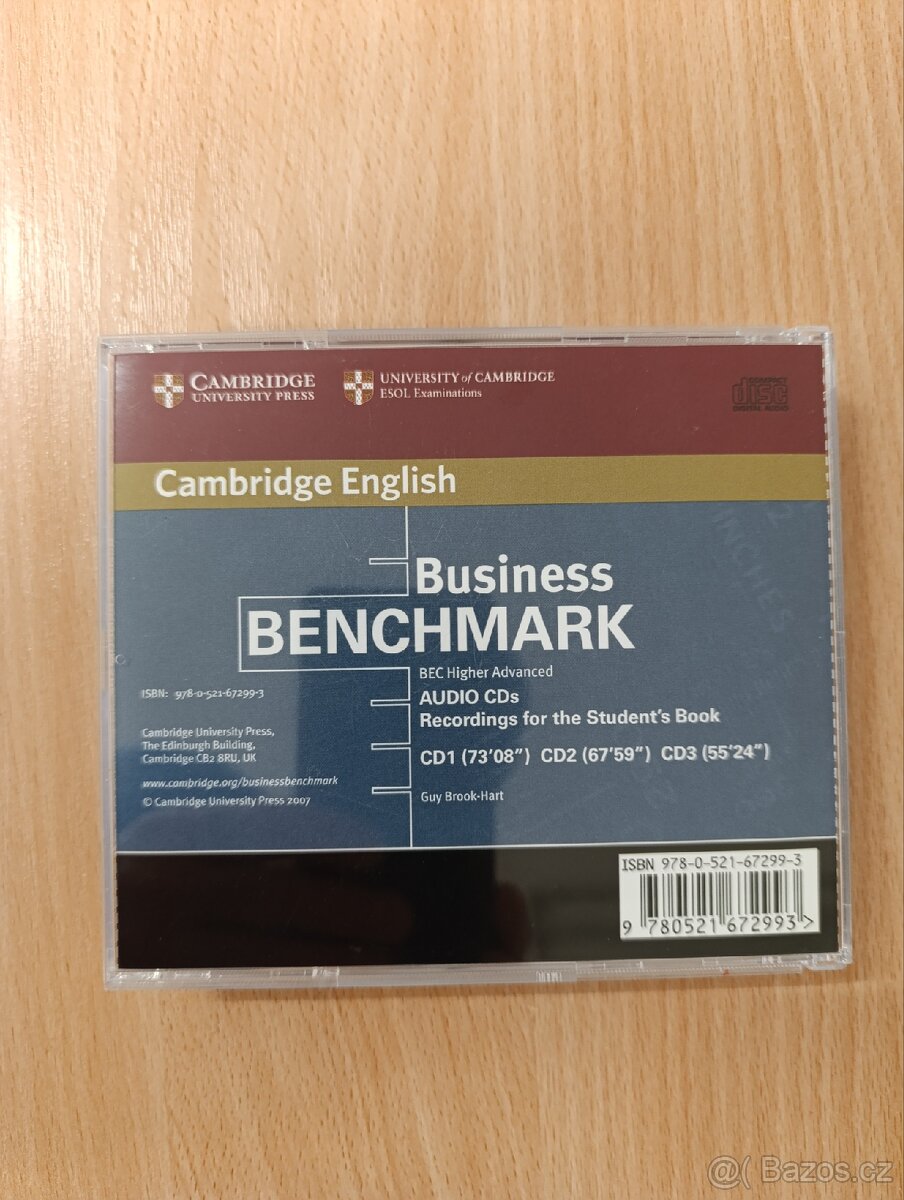 CAMBRIDGE
UNIVERSITY PRESS
UNIVERSITY of CAMBRIDGE
ESOL Examinations
COMPACT
disc
DIGITAL AUDIO
Cambridge English
INCHES
Business
BENCHMARK
BEC Higher Advanced
AUDIO CDs
Recordings for the Student's Book
CD1 (73'08") CD2 (67'59") CD3 (55'24")
Guy Brook-Hart
ISBN: 978-0-521-67299-3
Cambridge University Press,
The Edinburgh Building,
Cambridge CB2 8RU, UK
www.cambridge.org/businessbenchmark
© Cambridge University Press 2007
ISBN 978-0-521-67299-3
9 780521 672993 >
@( Bazos.cz